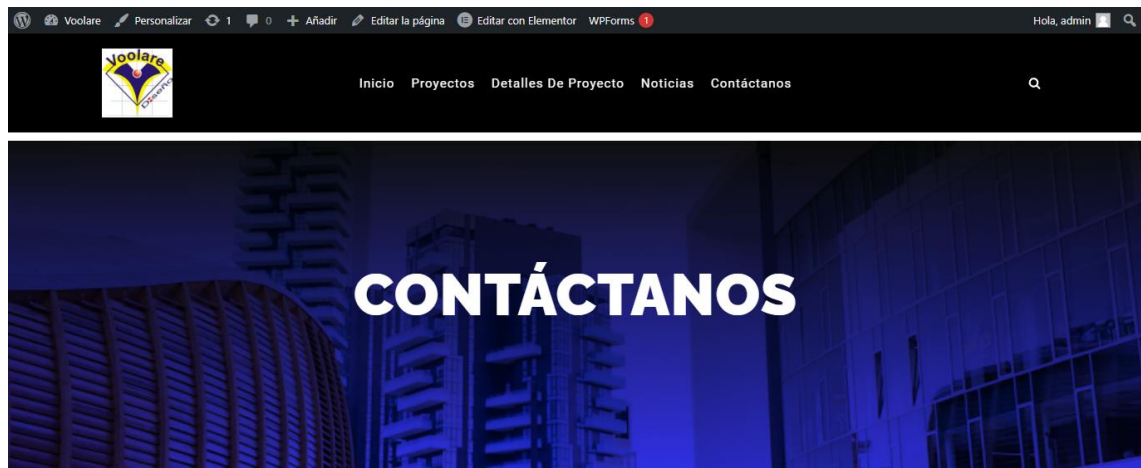 Voolare Personalizar 1 0 + Añadir Editar la página Editar con Elementor WPForms 1 Hola, admin
Voolare
Diseño
Inicio Proyectos Detalles De Proyecto Noticias Contáctanos
CONTÁCTANOS